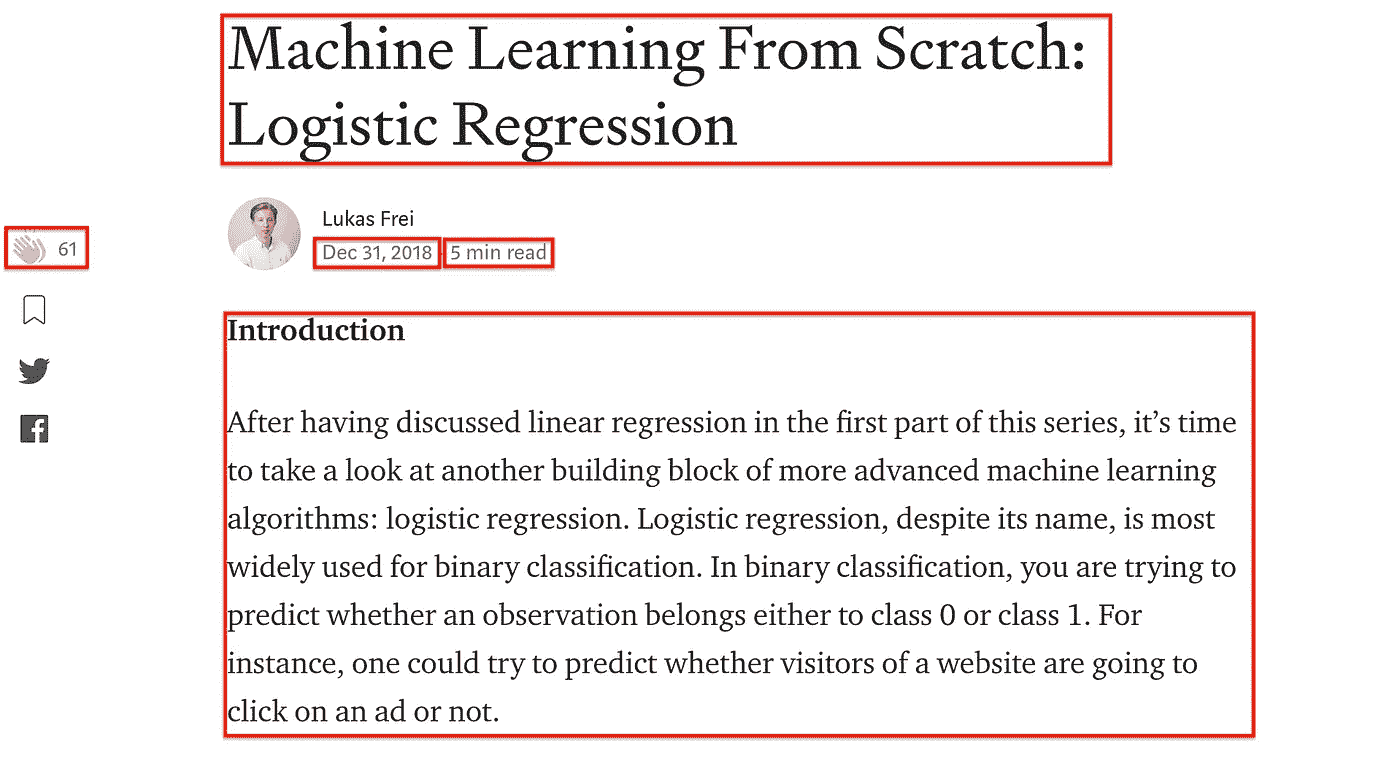 Machine Learning From Scratch:
Logistic Regression
Lukas Frei
Dec 31, 2018 · 5 min read
61
Introduction
After having discussed linear regression in the first part of this series, it’s time
to take a look at another building block of more advanced machine learning
algorithms: logistic regression. Logistic regression, despite its name, is most
widely used for binary classification. In binary classification, you are trying to
predict whether an observation belongs either to class 0 or class 1. For
instance, one could try to predict whether visitors of a website are going to
click on an ad or not.